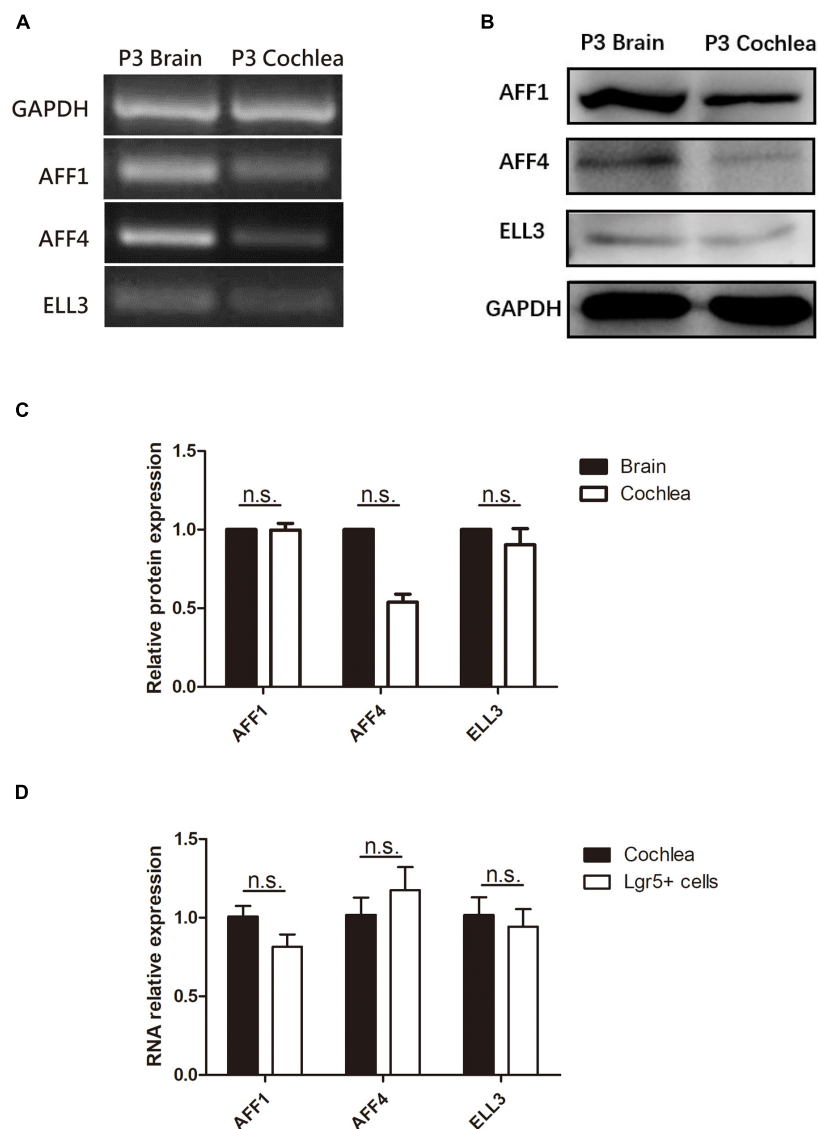 A
P3 Brain P3 Cochlea
GAPDH
AFF1
AFF4
ELL3
B
P3 Brain P3 Cochlea
AFF1
AFF4
ELL3
GAPDH
C
Relative protein expression
1.5
1.0
0.5
0.0
n.s. n.s. n.s.
AFF1 AFF4 ELL3
Brain
Cochlea
D
RNA relative expression
1.5
1.0
0.5
0.0
n.s. n.s. n.s.
AFF1 AFF4 ELL3
Cochlea
Lgr5+ cells